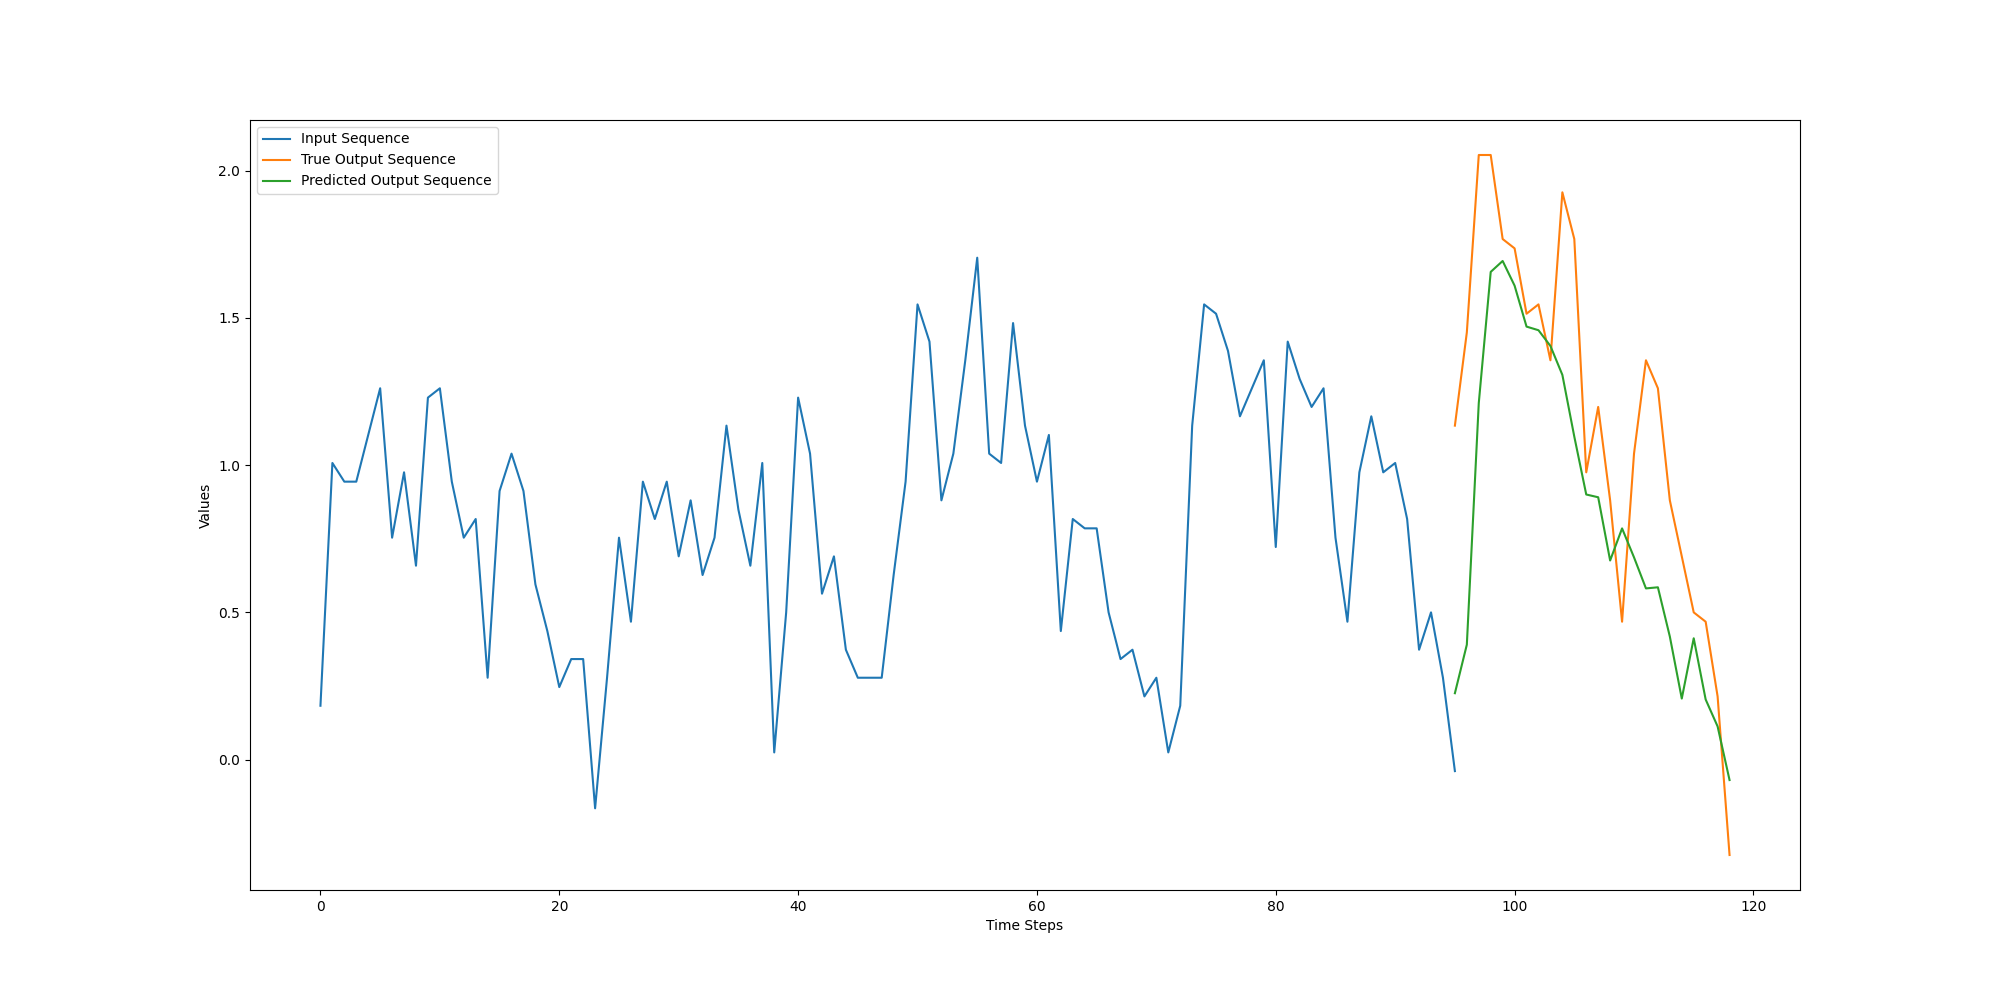 Input Sequence
True Output Sequence
Predicted Output Sequence
2.0
1.5
1.0
0.5
0.0
Values
0 20 40 60 80 100 120
Time Steps